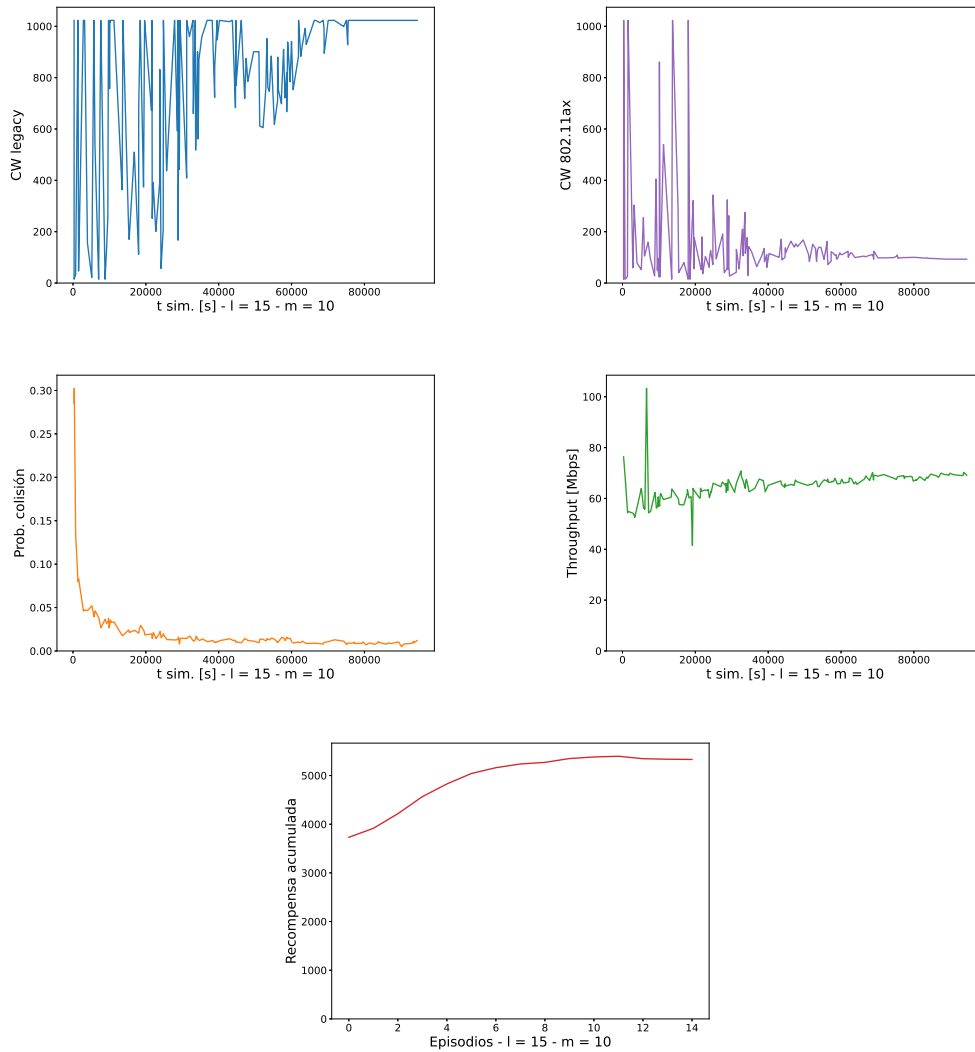 1000
800
600
400
200
0
CW legacy
0 20000 40000 60000 80000
t sim. [s] - l = 15 - m = 10
1000
800
600
400
200
0
CW 802.11ax
0 20000 40000 60000 80000
t sim. [s] - l = 15 - m = 10
0.30
0.25
0.20
0.15
0.10
0.05
0.00
Prob. colisión
0 20000 40000 60000 80000
t sim. [s] - l = 15 - m = 10
100
80
60
40
20
0
Throughput [Mbps]
0 20000 40000 60000 80000
t sim. [s] - l = 15 - m = 10
5000
4000
3000
2000
1000
0
Recompensa acumulada
0 2 4 6 8 10 12 14
Episodios - l = 15 - m = 10